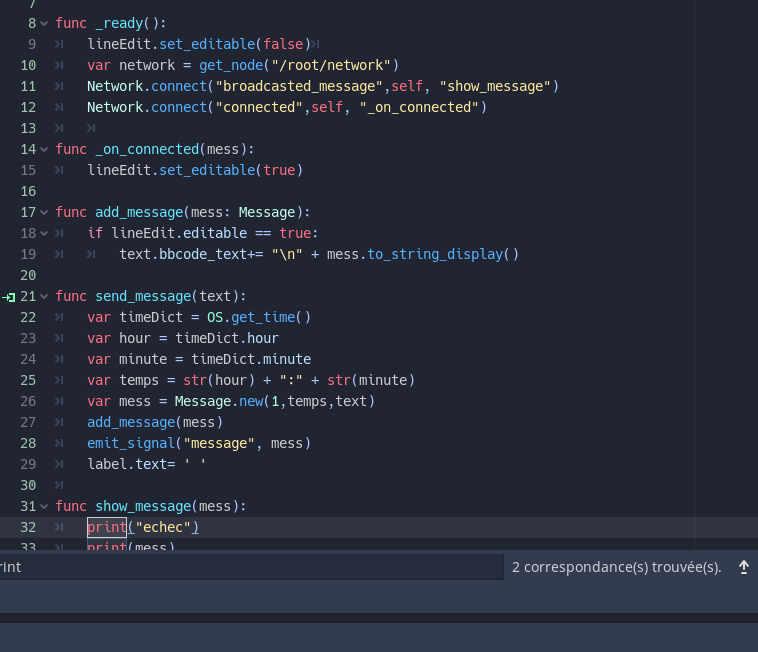 7
8 func _ready():
9 lineEdit.set_editable(false)
10 var network = get_node("/root/network")
11 Network.connect("broadcasted_message",self, "show_message")
12 Network.connect("connected",self, "_on_connected")
13
14 func _on_connected(mess):
15 lineEdit.set_editable(true)
16
17 func add_message(mess: Message):
18 if lineEdit.editable == true:
19 text.bbcode_text+= "\n" + mess.to_string_display()
20
21 func send_message(text):
22 var timeDict = OS.get_time()
23 var hour = timeDict.hour
24 var minute = timeDict.minute
25 var temps = str(hour) + ":" + str(minute)
26 var mess = Message.new(1,temps,text)
27 add_message(mess)
28 emit_signal("message", mess)
29 label.text= ' '
30
31 func show_message(mess):
32 print("echec")
33 print(mess)
rint 2 correspondance(s) trouvée(s).